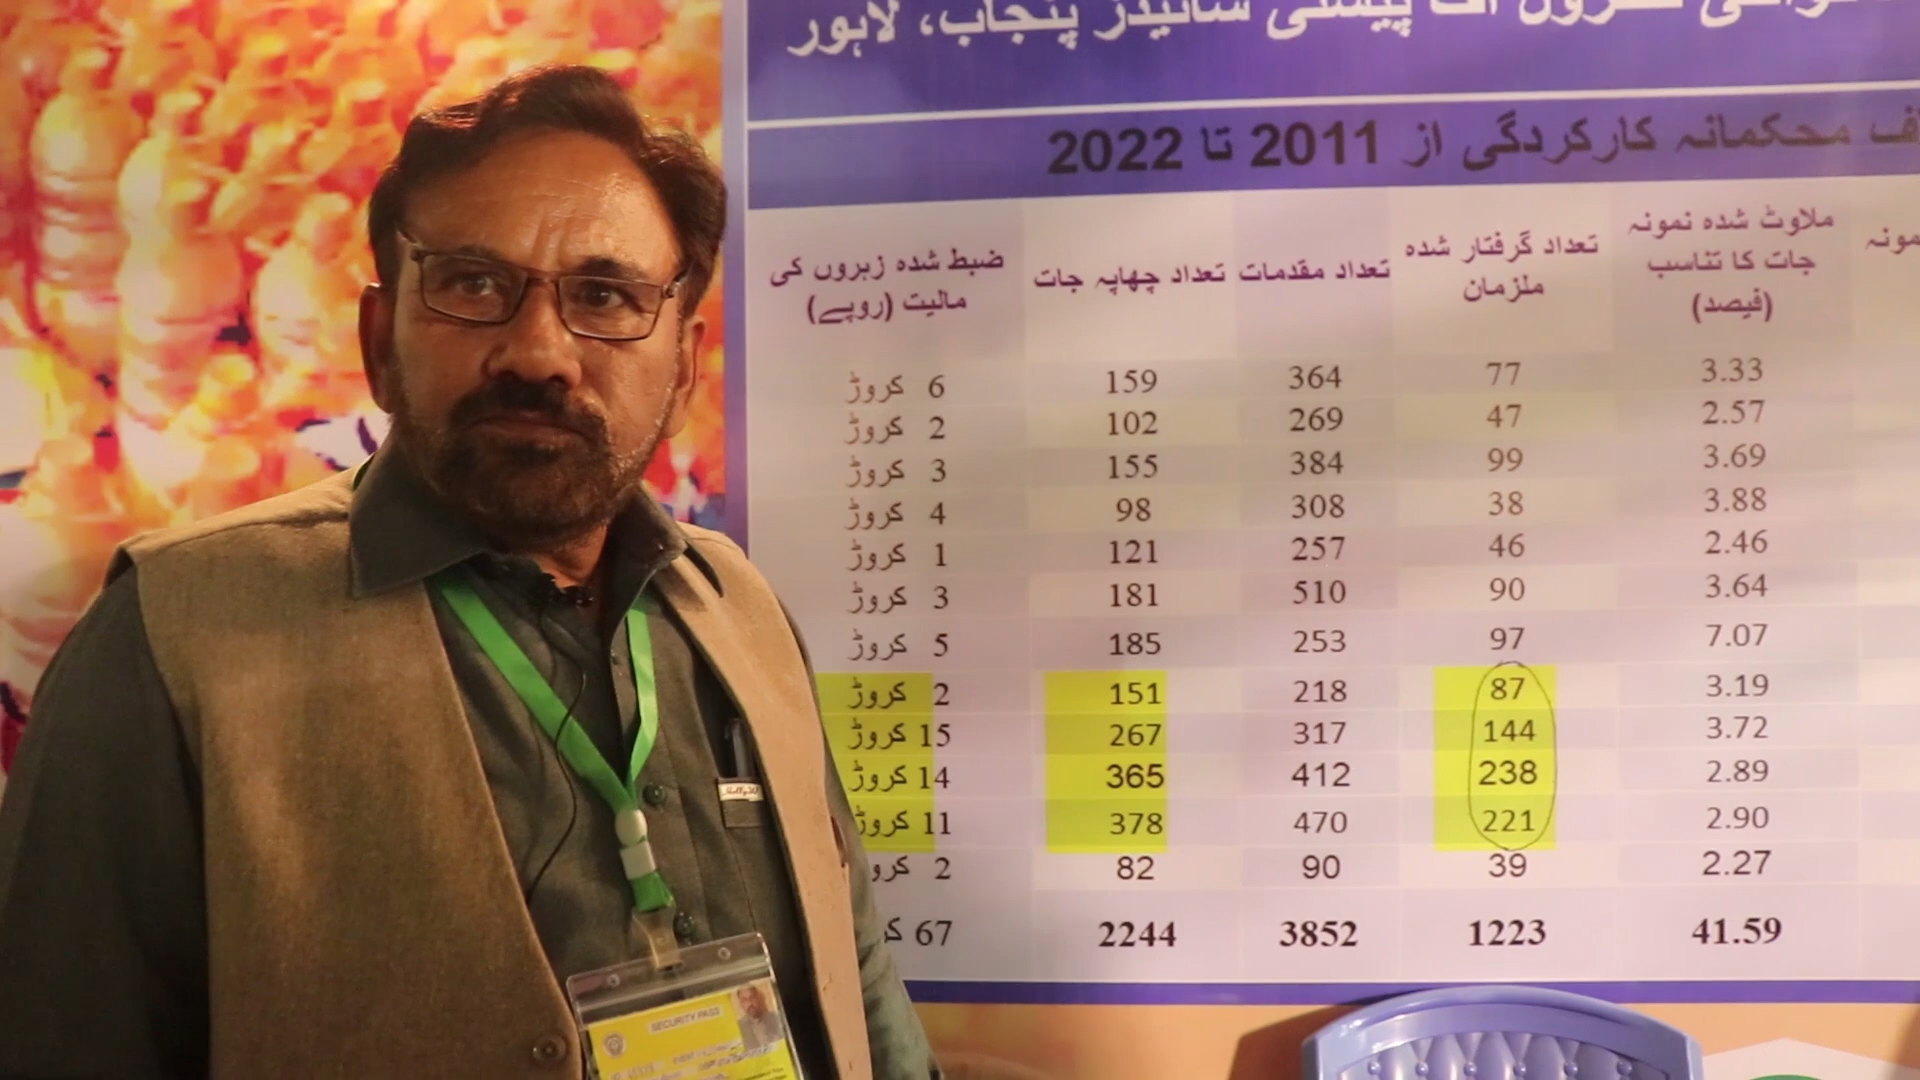 پیسٹی سائیڈز پنجاب، لاہور
محکمانہ کارکردگی از 2011 تا 2022
ملاوٹ شدہ نمونہ جات کا تناسب (فیصد) تعداد گرفتار شدہ ملزمان تعداد مقدمات تعداد چھاپہ جات ضبط شدہ زہروں کی مالیت (روپے)
3.33 77 364 159 6 کروڑ
2.57 47 269 102 2 کروڑ
3.69 99 384 155 3 کروڑ
3.88 38 308 98 4 کروڑ
2.46 46 257 121 1 کروڑ
3.64 90 510 181 3 کروڑ
7.07 97 253 185 5 کروڑ
3.19 87 218 151 2 کروڑ
3.72 144 317 267 15 کروڑ
2.89 238 412 365 14 کروڑ
2.90 221 470 378 11 کروڑ
2.27 39 90 82 2
41.59 1223 3852 2244 67
SECURITY PASS